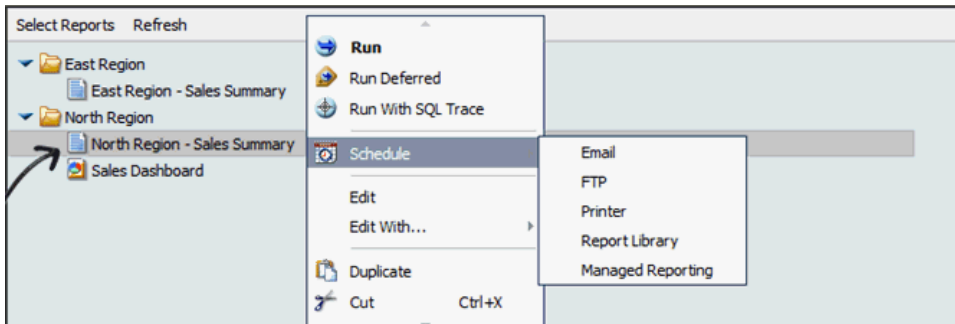 Select Reports Refresh
East Region
East Region - Sales Summary
North Region
North Region - Sales Summary
Sales Dashboard
Run
Run Deferred
Run With SQL Trace
Schedule
Edit
Edit With...
Duplicate
Cut Ctrl+X
Email
FTP
Printer
Report Library
Managed Reporting